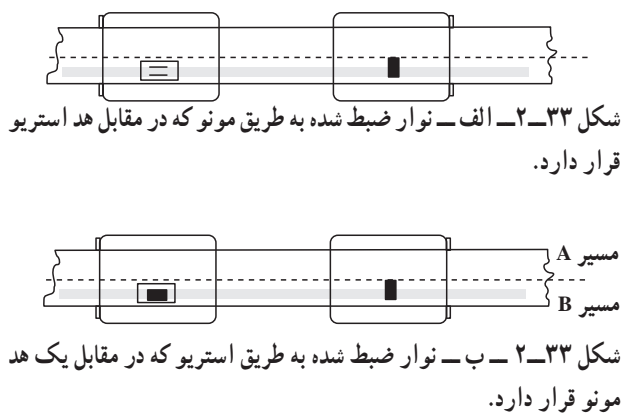 شکل ۳۳ــ۲ــ الف ــ نوار ضبط شده به طریق مونو که در مقابل هد استریو
قرار دارد.
مسیر A
مسیر B
شکل ۳۳ــ۲ ــ ب ــ نوار ضبط شده به طریق استریو که در مقابل یک هد
مونو قرار دارد.